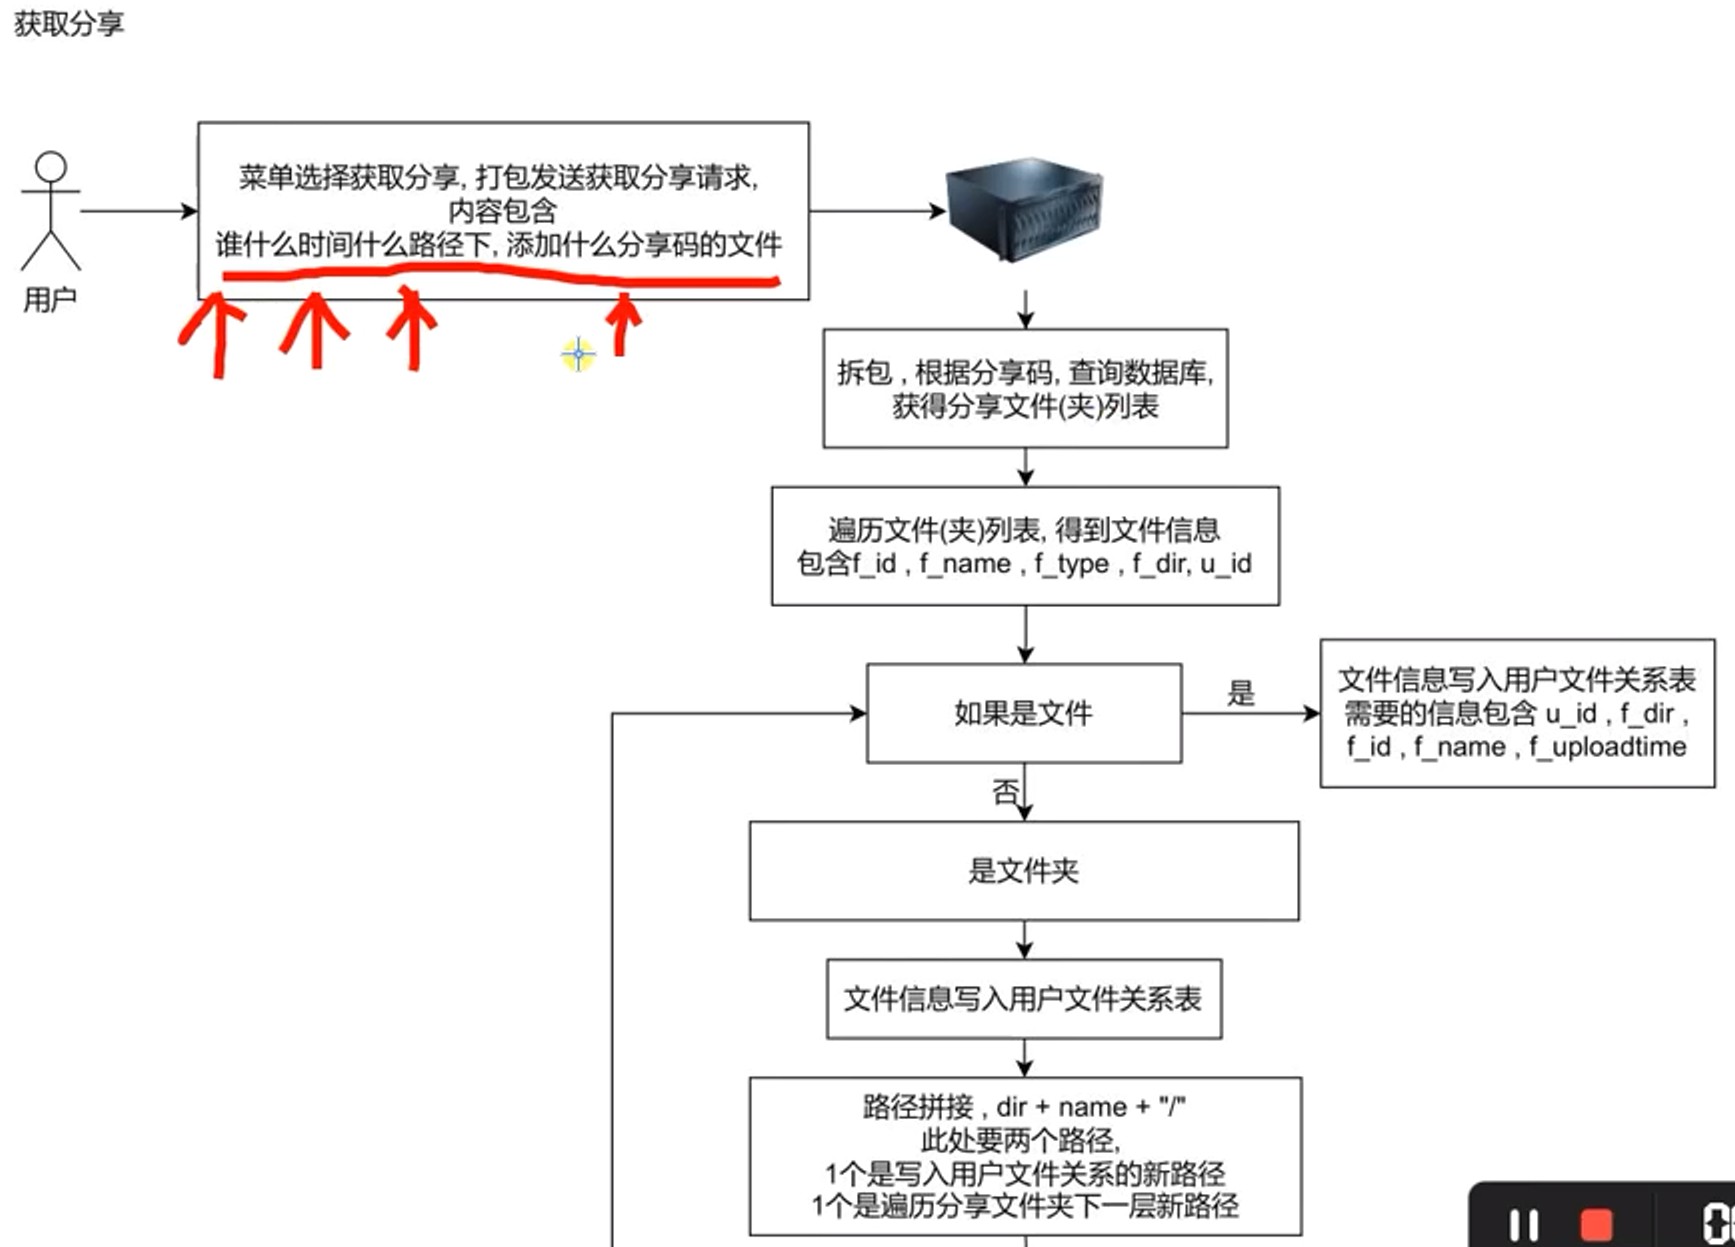 获取分享
菜单选择获取分享, 打包发送获取分享请求,
内容包含
谁什么时间什么路径下, 添加什么分享码的文件
用户
拆包 , 根据分享码, 查询数据库,
获得分享文件(夹)列表
遍历文件(夹)列表, 得到文件信息
包含f_id , f_name , f_type , f_dir, u_id
如果是文件
是
文件信息写入用户文件关系表
需要的信息包含 u_id , f_dir ,
f_id , f_name , f_uploadtime
否
是文件夹
文件信息写入用户文件关系表
路径拼接 , dir + name + "/"
此处要两个路径,
1个是写入用户文件关系的新路径
1个是遍历分享文件夹下一层新路径